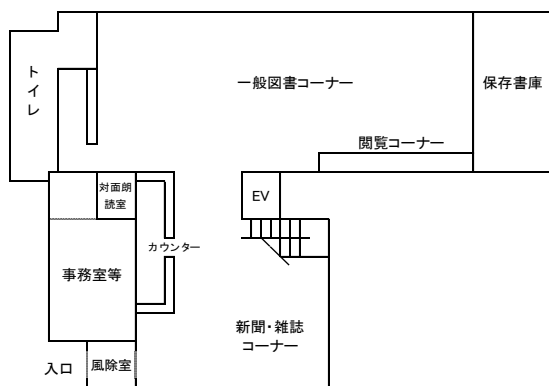 トイレ
一般図書コーナー
保存書庫
閲覧コーナー
対面朗
読室
EV
カウンター
事務室等
新聞・雑誌
コーナー
入口
風除室